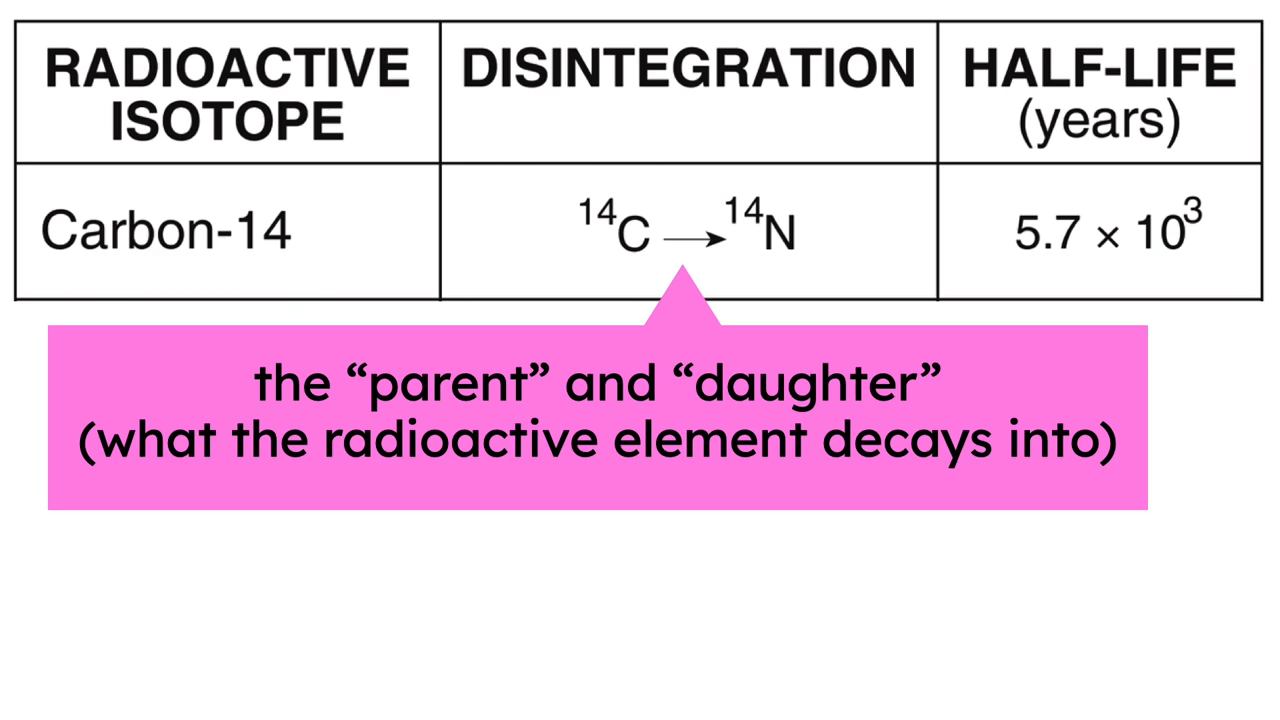 RADIOACTIVE ISOTOPE
DISINTEGRATION
HALF-LIFE (years)
Carbon-14
¹⁴C → ¹⁴N
5.7 × 10³
the “parent” and “daughter”
(what the radioactive element decays into)